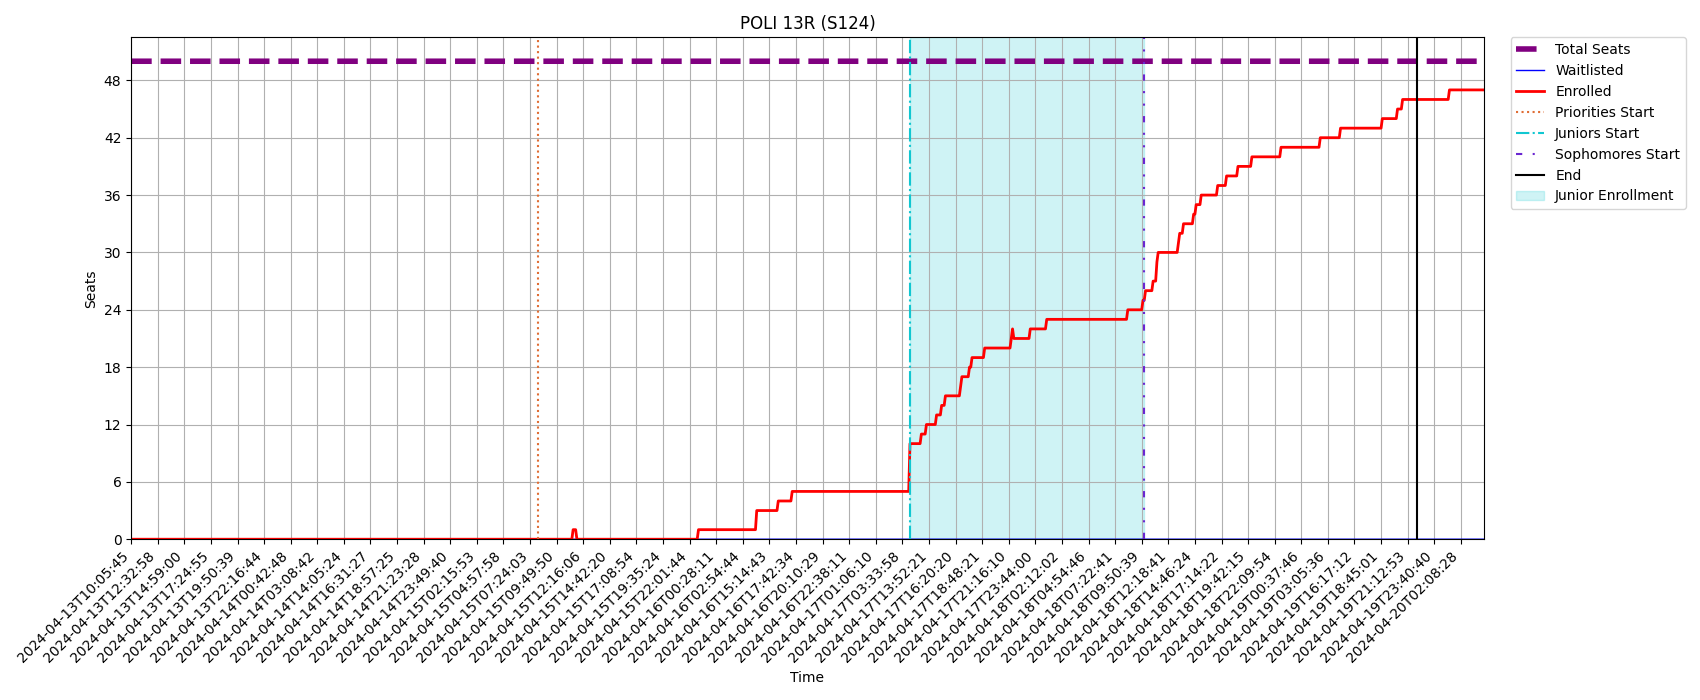 POLI 13R (S124)
Total Seats
Waitlisted
Enrolled
Priorities Start
Juniors Start
Sophomores Start
End
Junior Enrollment
Seats
48
42
36
30
24
18
12
6
0
2024-04-13T10:05:45
2024-04-13T12:32:58
2024-04-13T14:59:00
2024-04-13T17:24:55
2024-04-13T19:50:39
2024-04-13T22:16:44
2024-04-14T00:42:48
2024-04-14T03:08:42
2024-04-14T14:05:24
2024-04-14T16:31:27
2024-04-14T18:57:25
2024-04-14T21:23:28
2024-04-14T23:49:40
2024-04-15T02:15:53
2024-04-15T04:57:58
2024-04-15T07:24:03
2024-04-15T09:49:50
2024-04-15T12:16:06
2024-04-15T14:42:20
2024-04-15T17:08:54
2024-04-15T19:35:24
2024-04-15T22:01:44
2024-04-16T00:28:11
2024-04-16T02:54:44
2024-04-16T15:14:43
2024-04-16T17:42:34
2024-04-16T20:10:29
2024-04-16T22:38:11
2024-04-17T01:06:10
2024-04-17T03:33:58
2024-04-17T13:52:21
2024-04-17T16:20:20
2024-04-17T18:48:21
2024-04-17T21:16:10
2024-04-17T23:44:00
2024-04-18T02:12:02
2024-04-18T04:54:46
2024-04-18T07:22:41
2024-04-18T09:50:39
2024-04-18T12:18:41
2024-04-18T14:46:24
2024-04-18T17:14:22
2024-04-18T19:42:15
2024-04-18T22:09:54
2024-04-19T00:37:46
2024-04-19T03:05:36
2024-04-19T16:17:12
2024-04-19T18:45:01
2024-04-19T21:12:53
2024-04-19T23:40:40
2024-04-20T02:08:28
Time